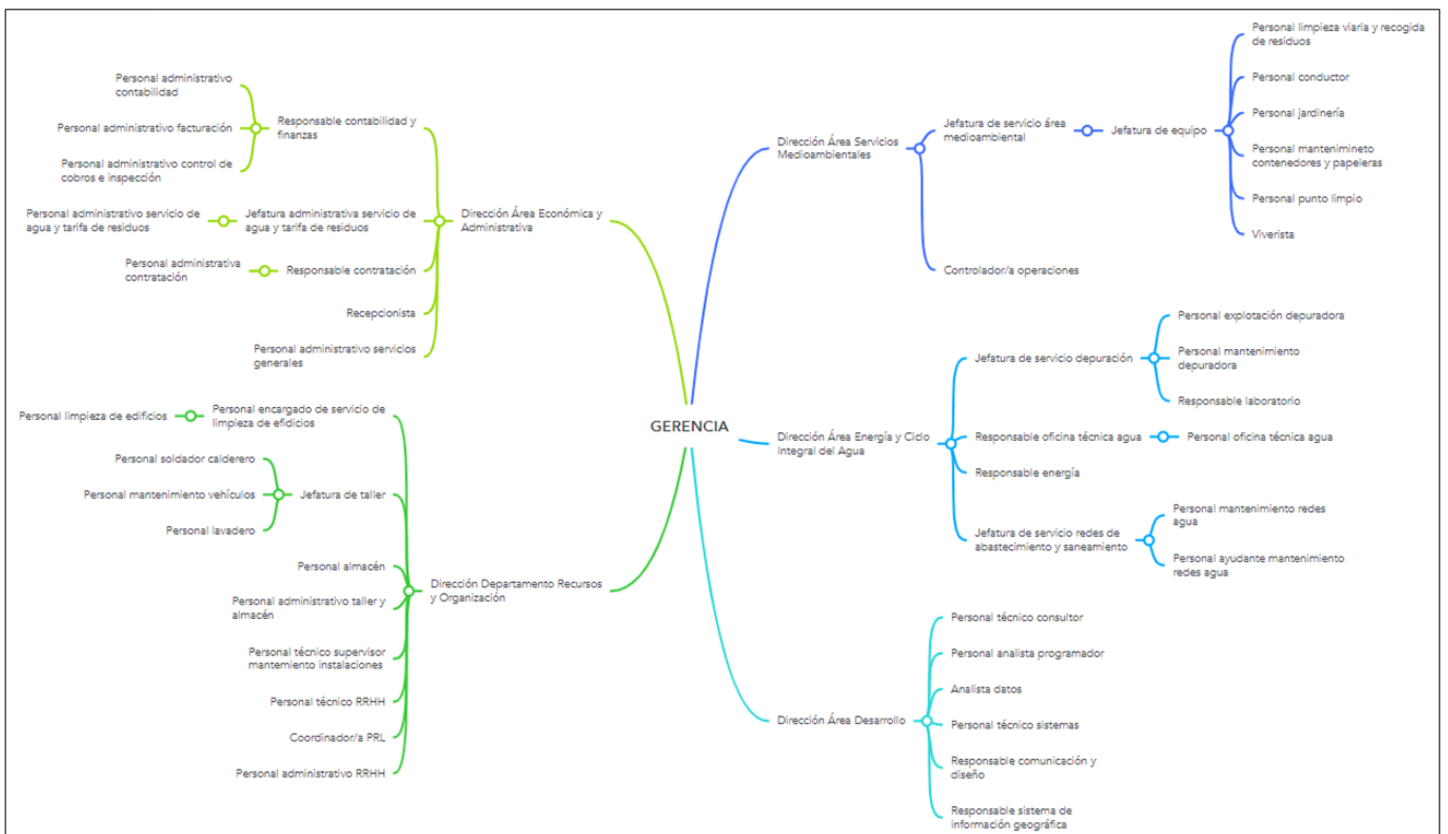 GERENCIA
Dirección Área Económica y
Administrativa
Responsable contabilidad y
finanzas
Personal administrativo
contabilidad
Personal administrativo facturación
Personal administrativo control de
cobros e inspección
Jefatura administrativa servicio de
agua y tarifa de residuos
Personal administrativo servicio de
agua y tarifa de residuos
Responsable contratación
Personal administrativa
contratación
Recepcionista
Personal administrativo servicios
generales
Dirección Departamento Recursos
y Organización
Personal encargado de servicio de
limpieza de efidicios
Personal limpieza de edificios
Jefatura de taller
Personal soldador calderero
Personal mantenimiento vehículos
Personal lavadero
Personal almacén
Personal administrativo taller y
almacén
Personal técnico supervisor
mantemiento instalaciones
Personal técnico RRHH
Coordinador/a PRL
Personal administrativo RRHH
Dirección Área Servicios
Medioambientales
Jefatura de servicio área
medioambiental
Jefatura de equipo
Personal limpieza viaria y recogida
de residuos
Personal conductor
Personal jardinería
Personal mantenimineto
contenedores y papeleras
Personal punto limpio
Viverista
Controlador/a operaciones
Dirección Área Energía y Ciclo
Integral del Agua
Jefatura de servicio depuración
Personal explotación depuradora
Personal mantenimiento
depuradora
Responsable laboratorio
Responsable oficina técnica agua
Personal oficina técnica agua
Responsable energía
Jefatura de servicio redes de
abastecimiento y saneamiento
Personal mantenimiento redes
agua
Personal ayudante mantenimiento
redes agua
Dirección Área Desarrollo
Personal técnico consultor
Personal analista programador
Analista datos
Personal técnico sistemas
Responsable comunicación y
diseño
Responsable sistema de
información geográfica